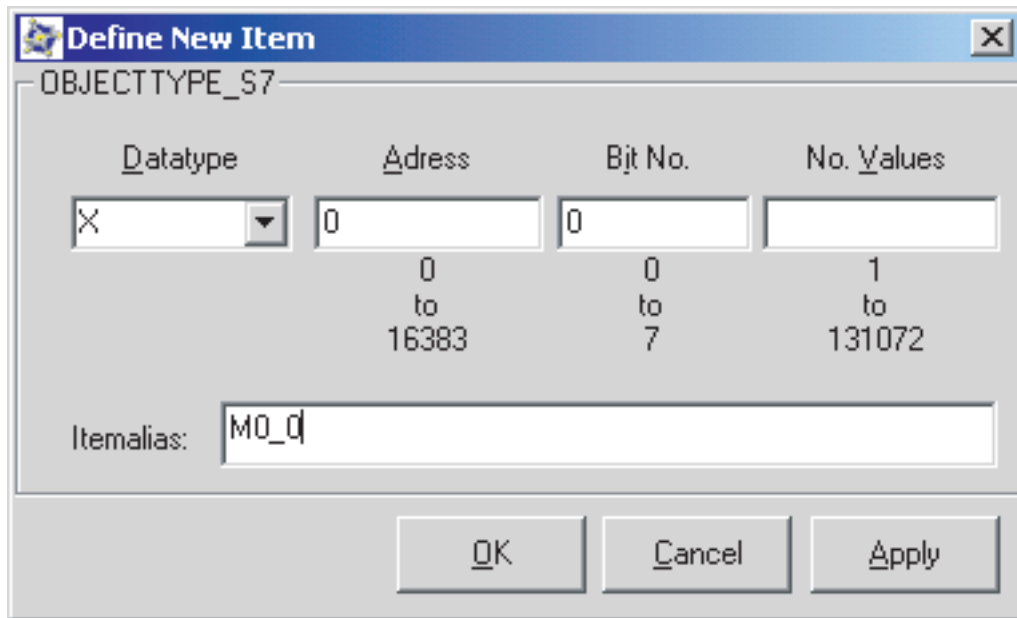 Define New Item
OBJECTTYPE_S7
Datatype Adress Bit No. No. Values
X 0 0
0 0 1
to to to
16383 7 131072
Itemalias: M0_0
OK Cancel Apply